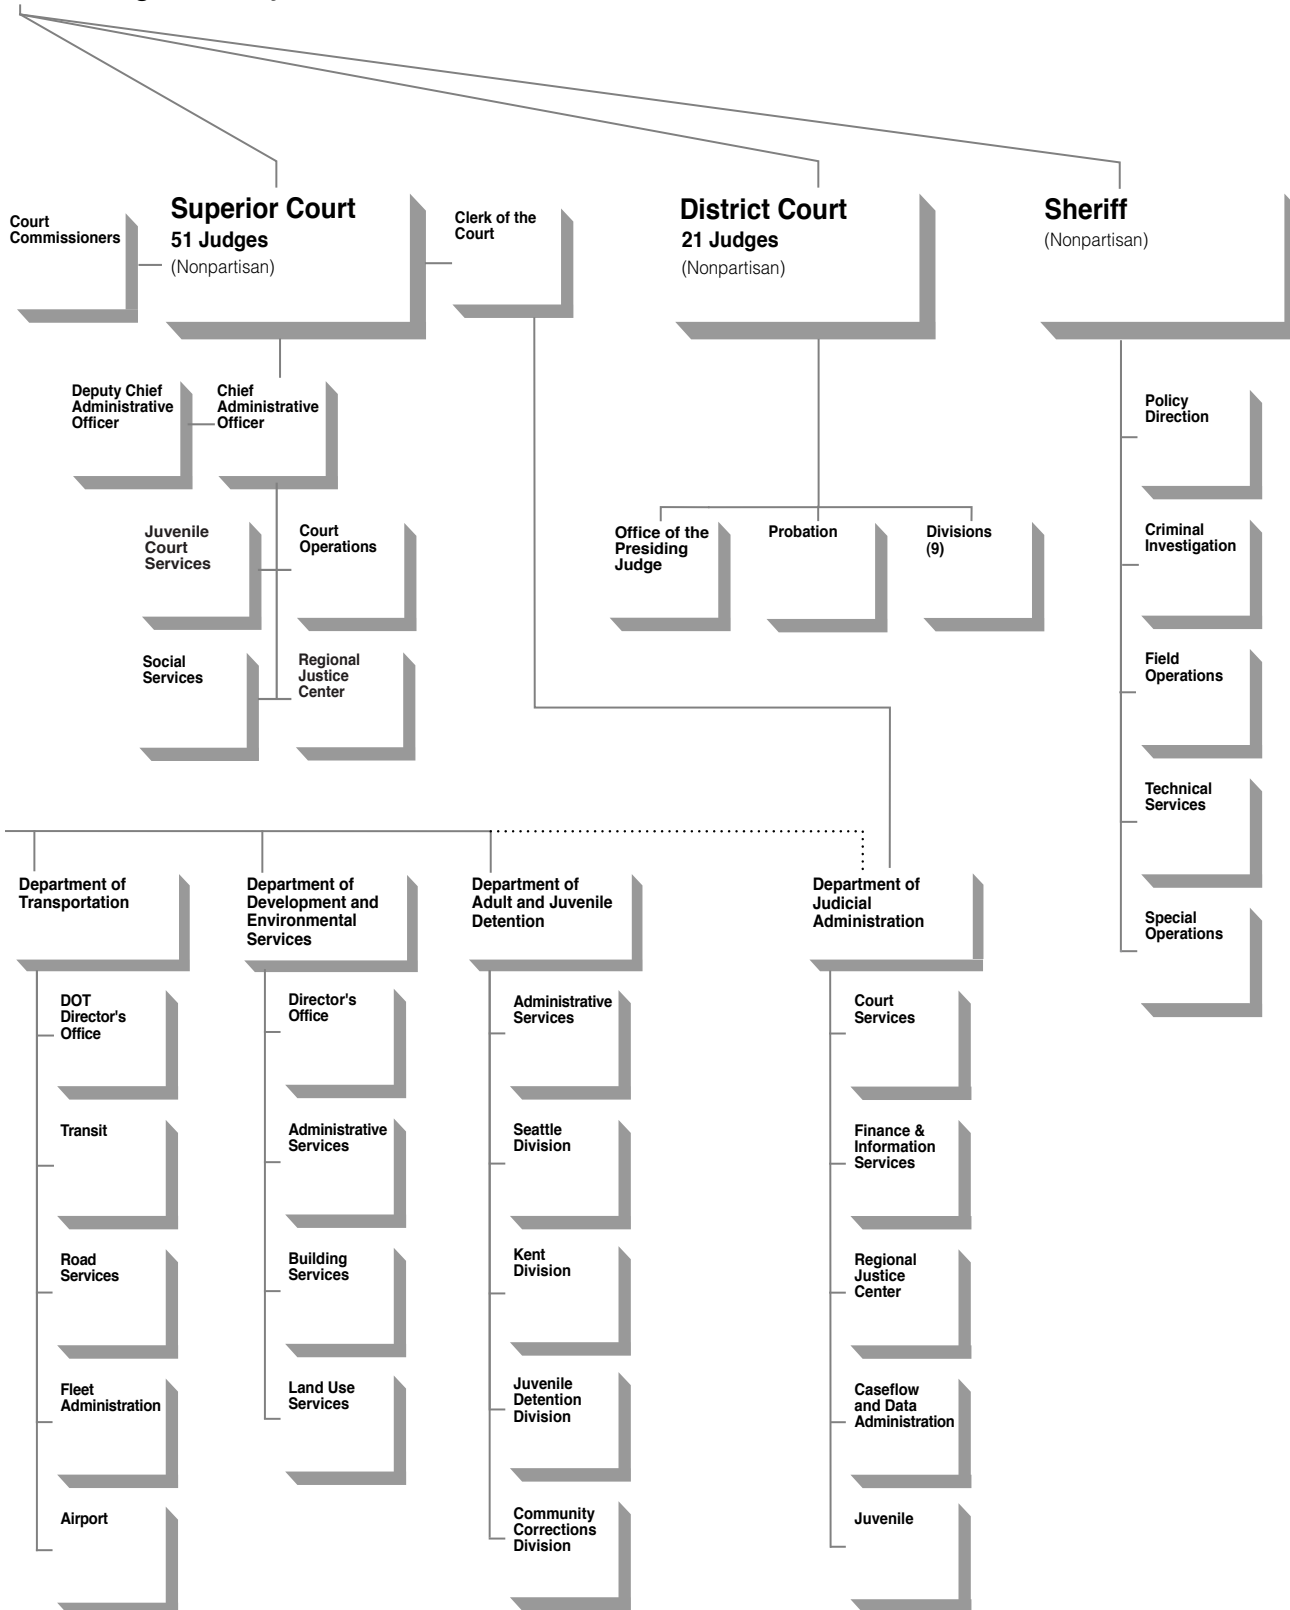 Court
Commissioners
Superior Court
51 Judges
(Nonpartisan)
Clerk of the
Court
District Court
21 Judges
(Nonpartisan)
Sheriff
(Nonpartisan)
Deputy Chief
Administrative
Officer
Chief
Administrative
Officer
Juvenile
Court
Services
Court
Operations
Social
Services
Regional
Justice
Center
Office of the
Presiding
Judge
Probation
Divisions
(9)
Policy
Direction
Criminal
Investigation
Field
Operations
Technical
Services
Special
Operations
Department of
Transportation
DOT
Director's
Office
Transit
Road
Services
Fleet
Administration
Airport
Department of
Development and
Environmental
Services
Director's
Office
Administrative
Services
Building
Services
Land Use
Services
Department of
Adult and Juvenile
Detention
Administrative
Services
Seattle
Division
Kent
Division
Juvenile
Detention
Division
Community
Corrections
Division
Department of
Judicial
Administration
Court
Services
Finance &
Information
Services
Regional
Justice
Center
Caseflow
and Data
Administration
Juvenile